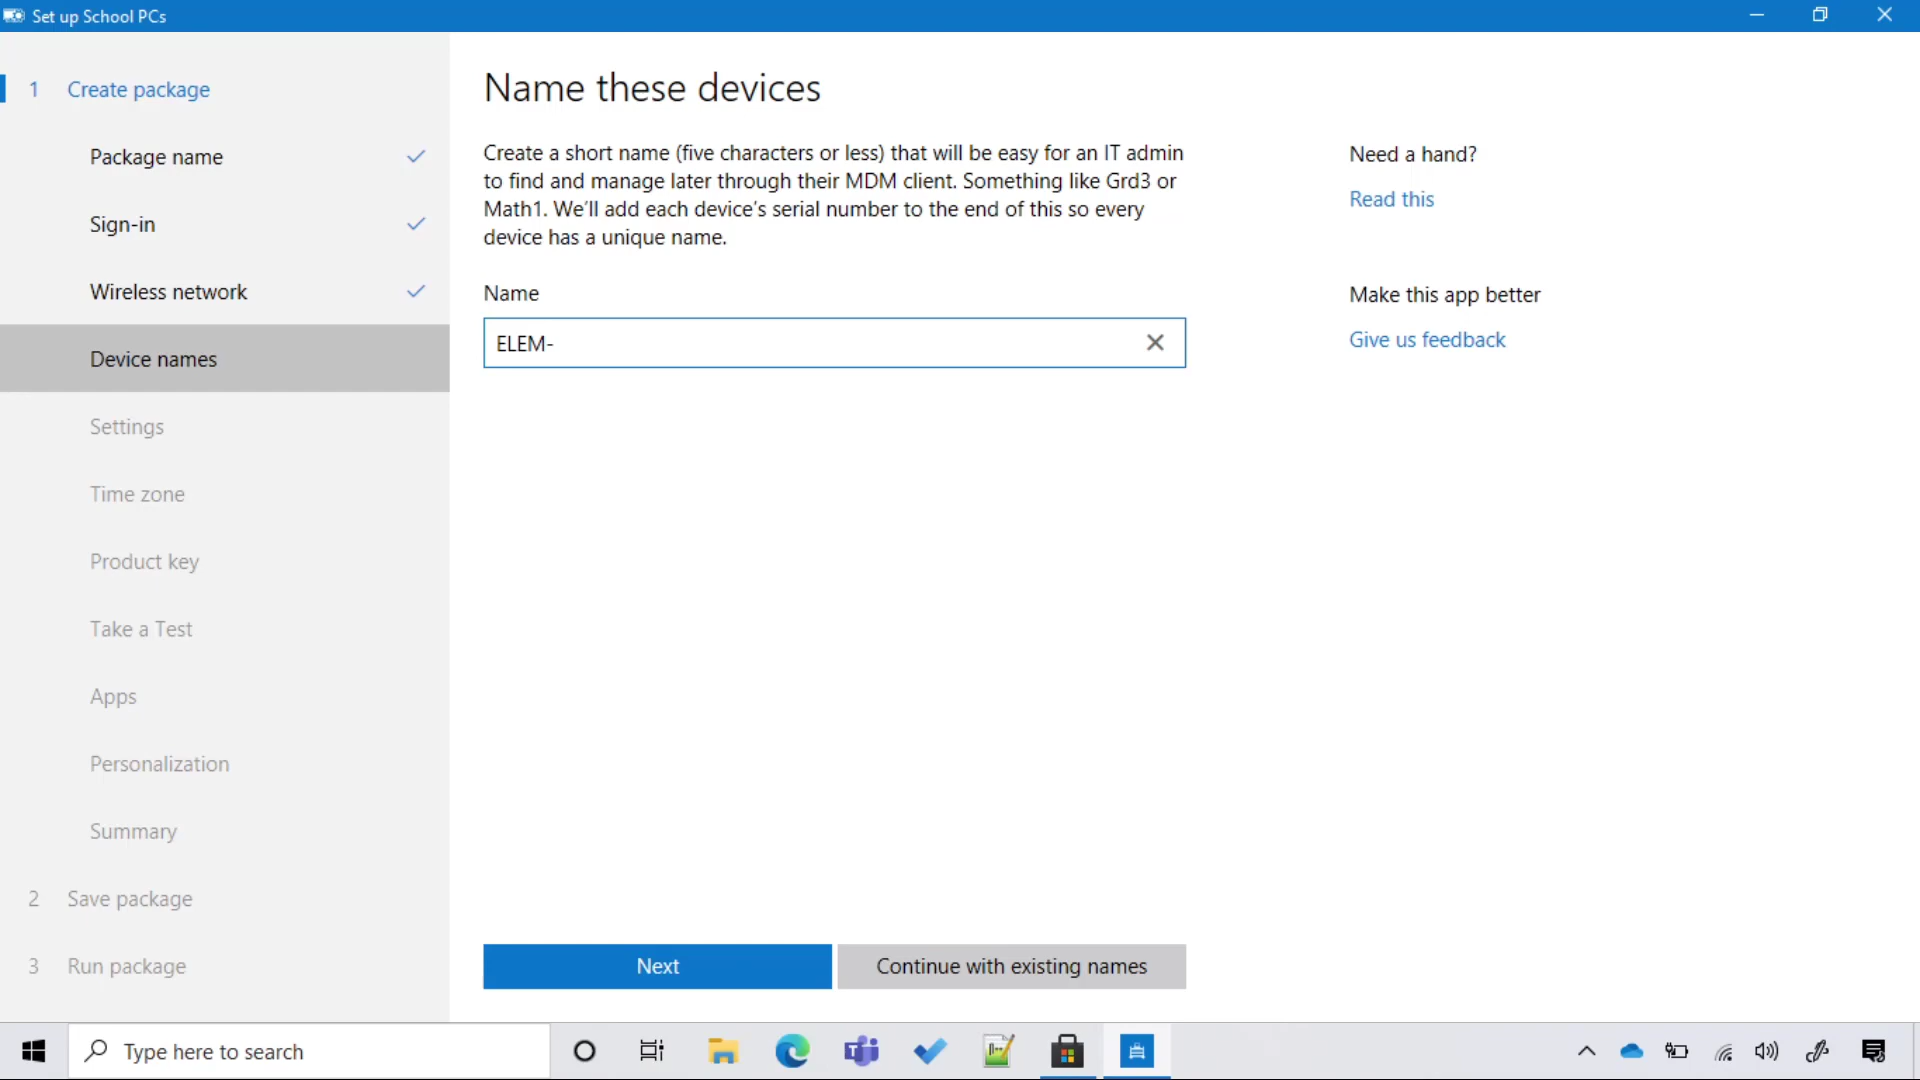 Set up School PCs
1 Create package
Package name
Sign-in
Wireless network
Device names
Settings
Time zone
Product key
Take a Test
Apps
Personalization
Summary
2 Save package
3 Run package
Name these devices
Create a short name (five characters or less) that will be easy for an IT admin
to find and manage later through their MDM client. Something like Grd3 or
Math1. We'll add each device's serial number to the end of this so every
device has a unique name.
Name
ELEM-
Next
Continue with existing names
Need a hand?
Read this
Make this app better
Give us feedback
Type here to search